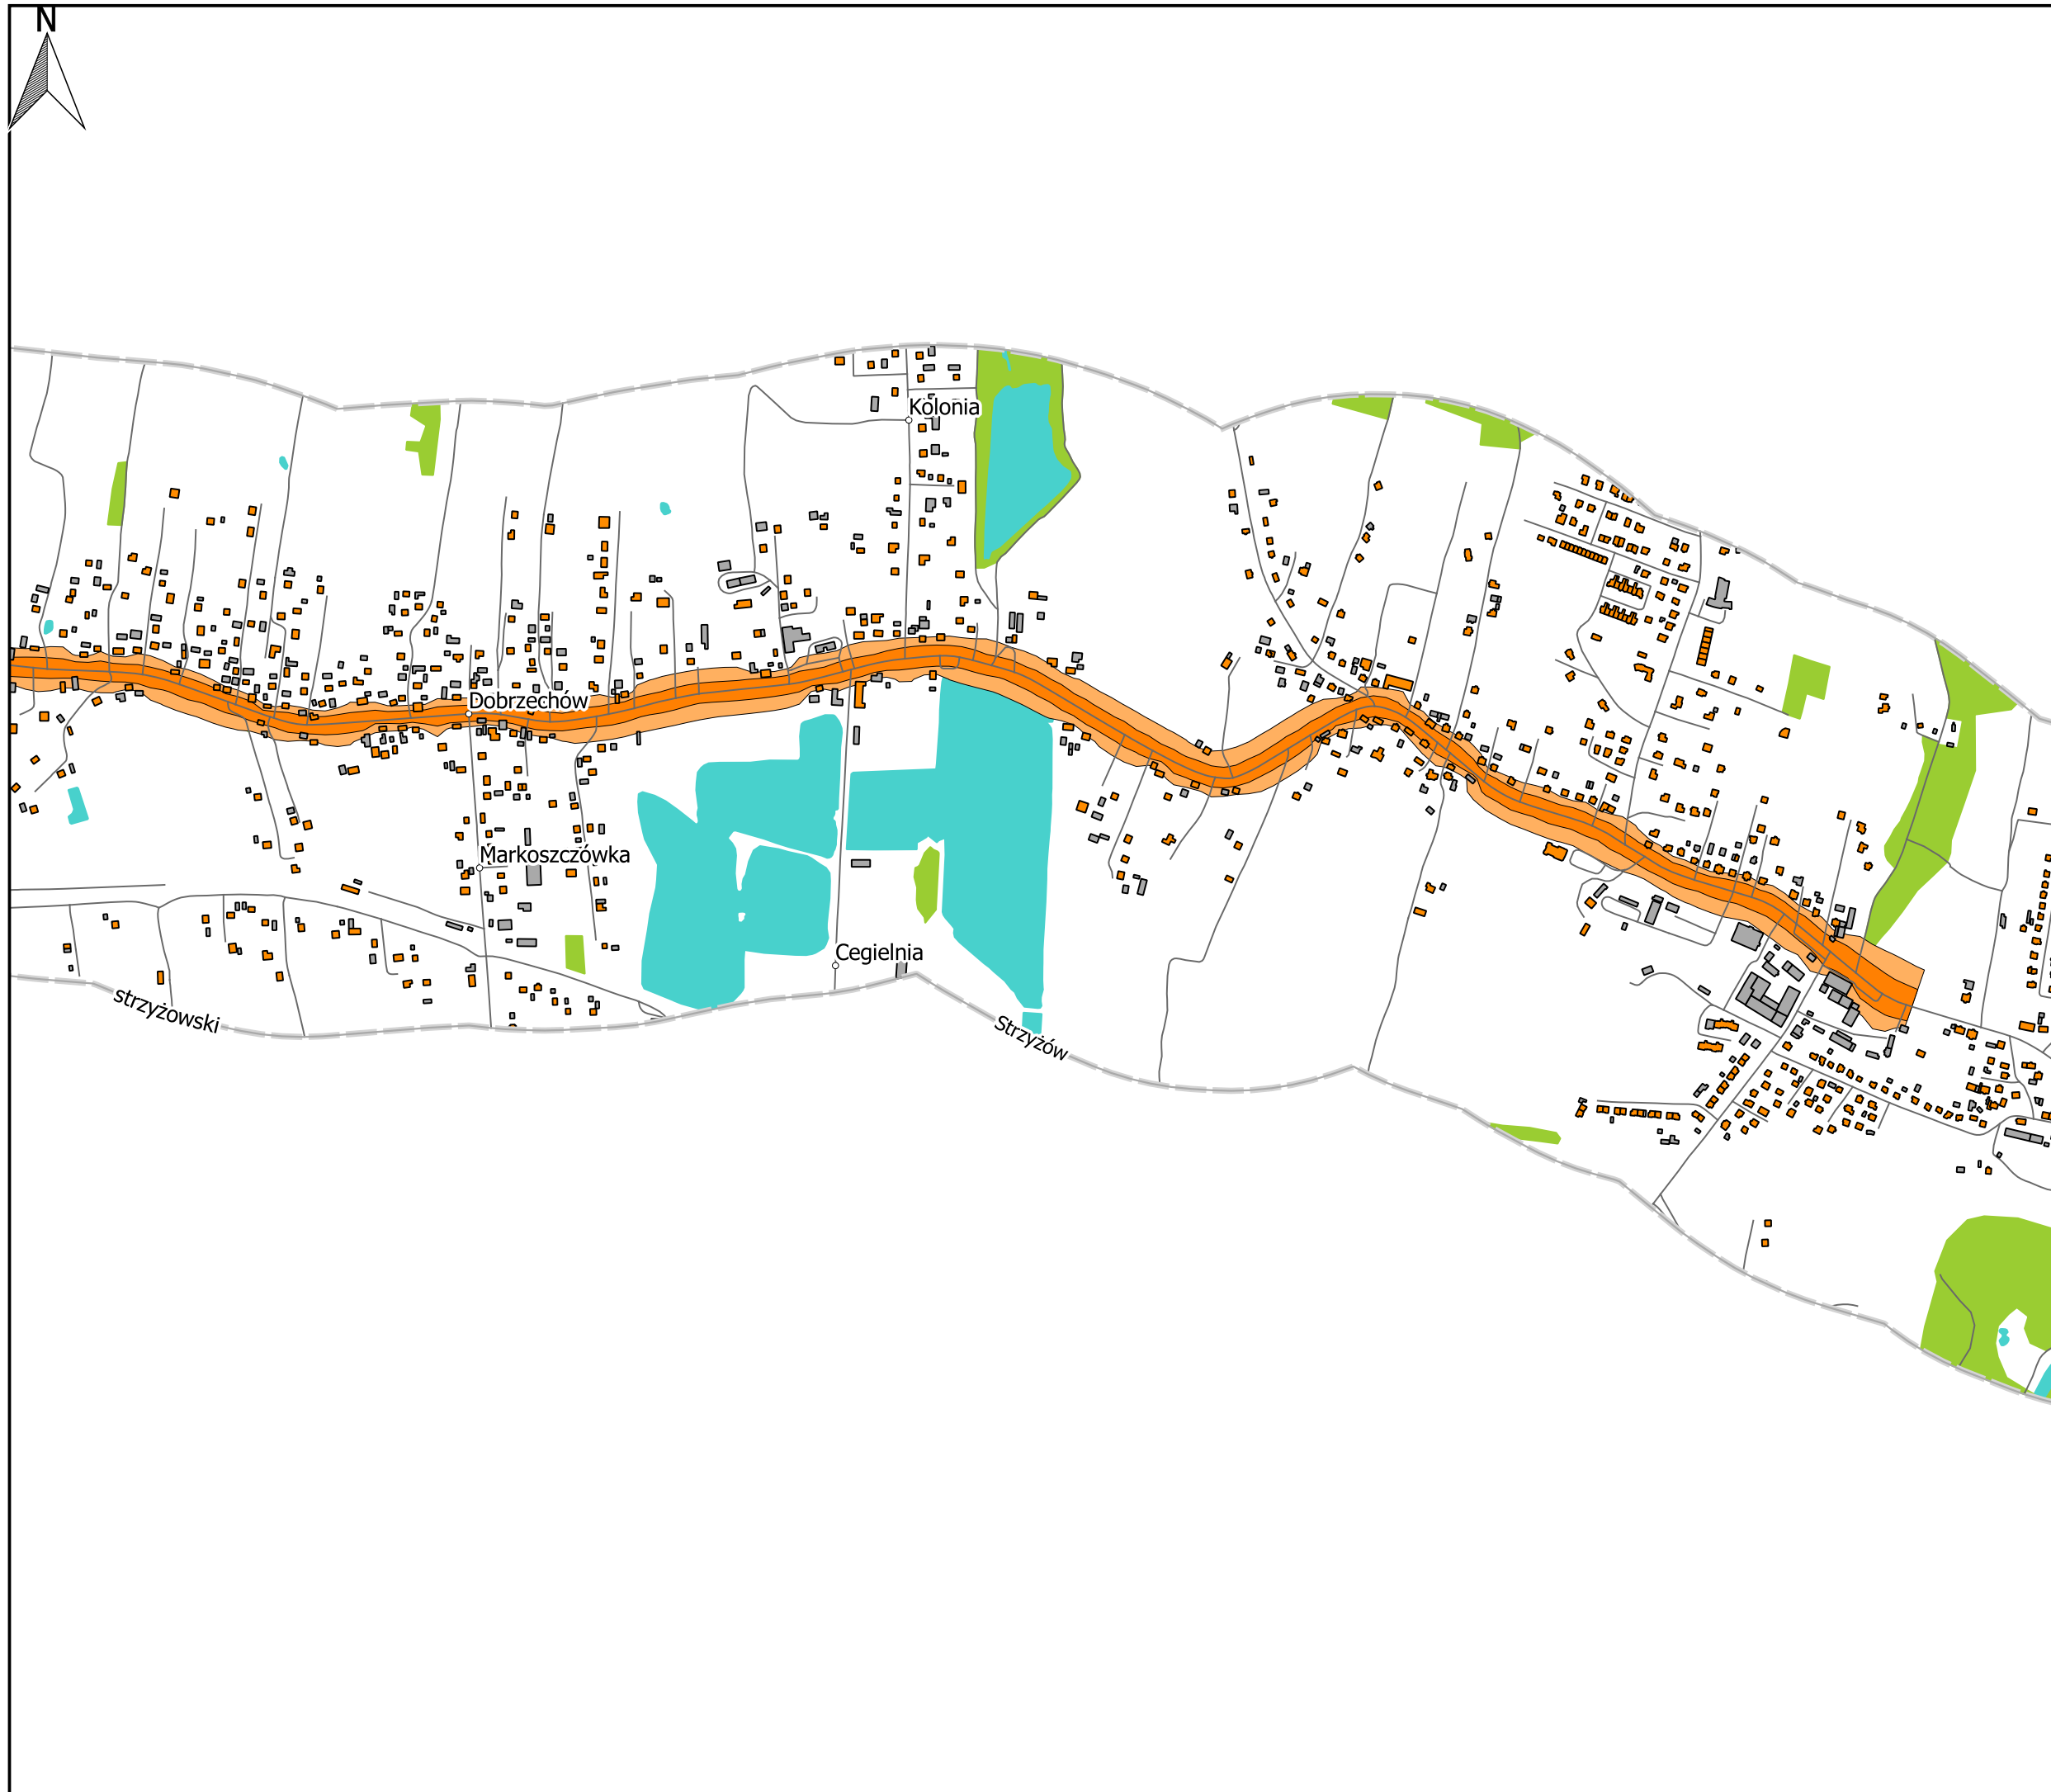 N
Kolonia
Dobrzechów
Markoszczówka
Cegielnia
strzyżowski
Strzyżów